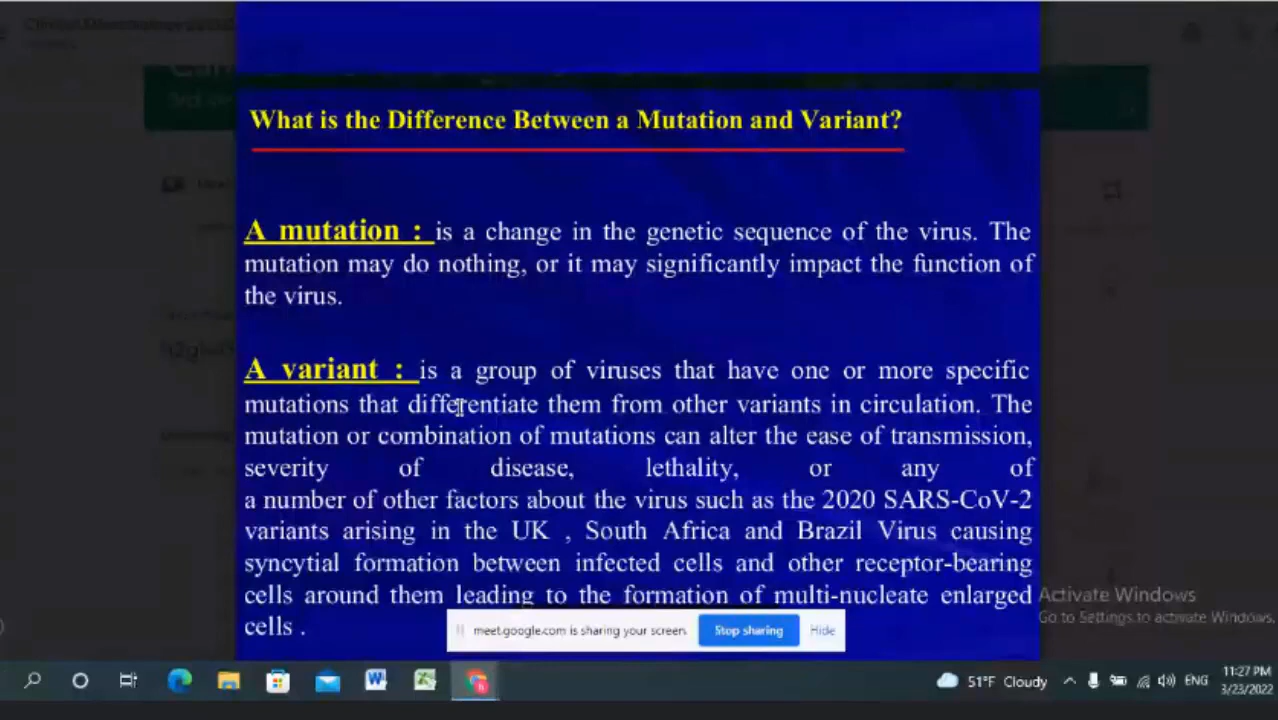 What is the Difference Between a Mutation and Variant?
A mutation : is a change in the genetic sequence of the virus. The
mutation may do nothing, or it may significantly impact the function of
the virus.
A variant : is a group of viruses that have one or more specific
mutations that differentiate them from other variants in circulation. The
mutation or combination of mutations can alter the ease of transmission,
severity of disease, lethality, or any of
a number of other factors about the virus such as the 2020 SARS-CoV-2
variants arising in the UK , South Africa and Brazil Virus causing
syncytial formation between infected cells and other receptor-bearing
cells around them leading to the formation of multi-nucleate enlarged
cells .
Activate Windows
Go to Settings to activate Windows.
meet.google.com is sharing your screen.
Stop sharing
Hide
51°F Cloudy
ENG
11:27 PM
3/23/2022